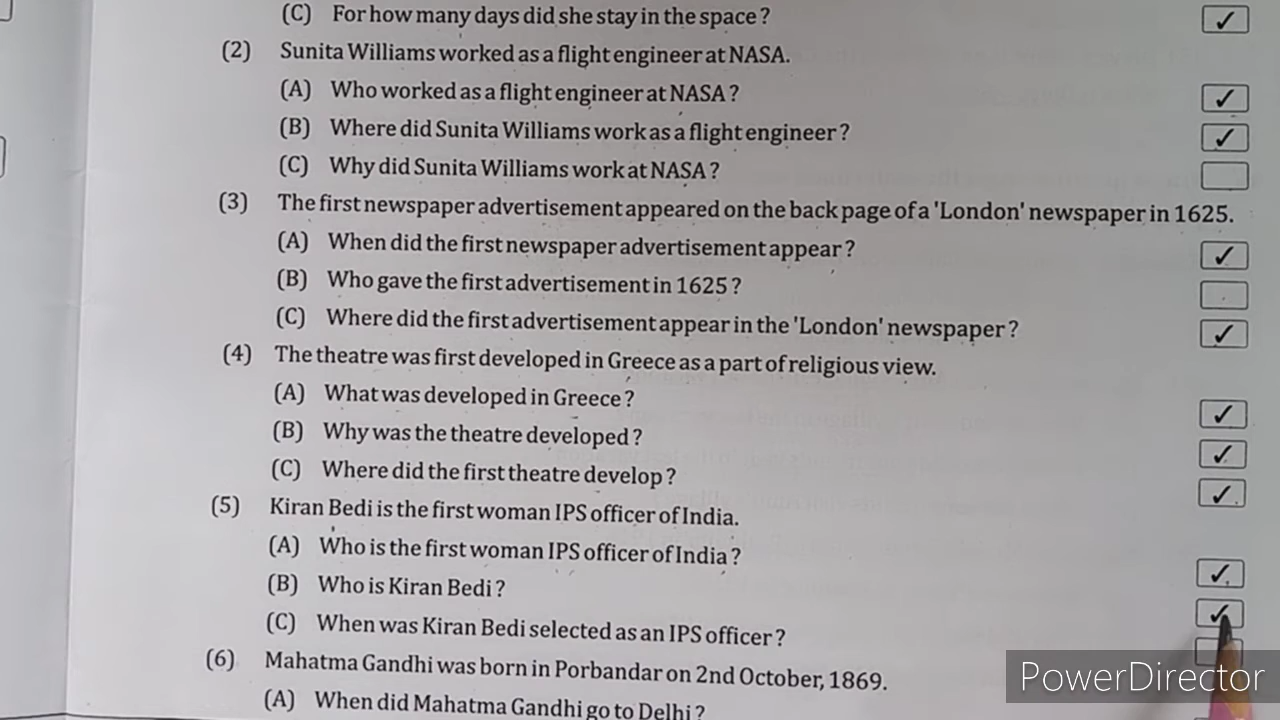 (C) For how many days did she stay in the space? ✓
(2) Sunita Williams worked as a flight engineer at NASA.
(A) Who worked as a flight engineer at NASA? ✓
(B) Where did Sunita Williams work as a flight engineer? ✓
(C) Why did Sunita Williams work at NASA?
(3) The first newspaper advertisement appeared on the back page of a 'London' newspaper in 1625.
(A) When did the first newspaper advertisement appear? ✓
(B) Who gave the first advertisement in 1625?
(C) Where did the first advertisement appear in the 'London' newspaper? ✓
(4) The theatre was first developed in Greece as a part of religious view.
(A) What was developed in Greece? ✓
(B) Why was the theatre developed? ✓
(C) Where did the first theatre develop? ✓
(5) Kiran Bedi is the first woman IPS officer of India.
(A) Who is the first woman IPS officer of India? ✓
(B) Who is Kiran Bedi? ✓
(C) When was Kiran Bedi selected as an IPS officer?
(6) Mahatma Gandhi was born in Porbandar on 2nd October, 1869.
(A) When did Mahatma Gandhi go to Delhi?
PowerDirector